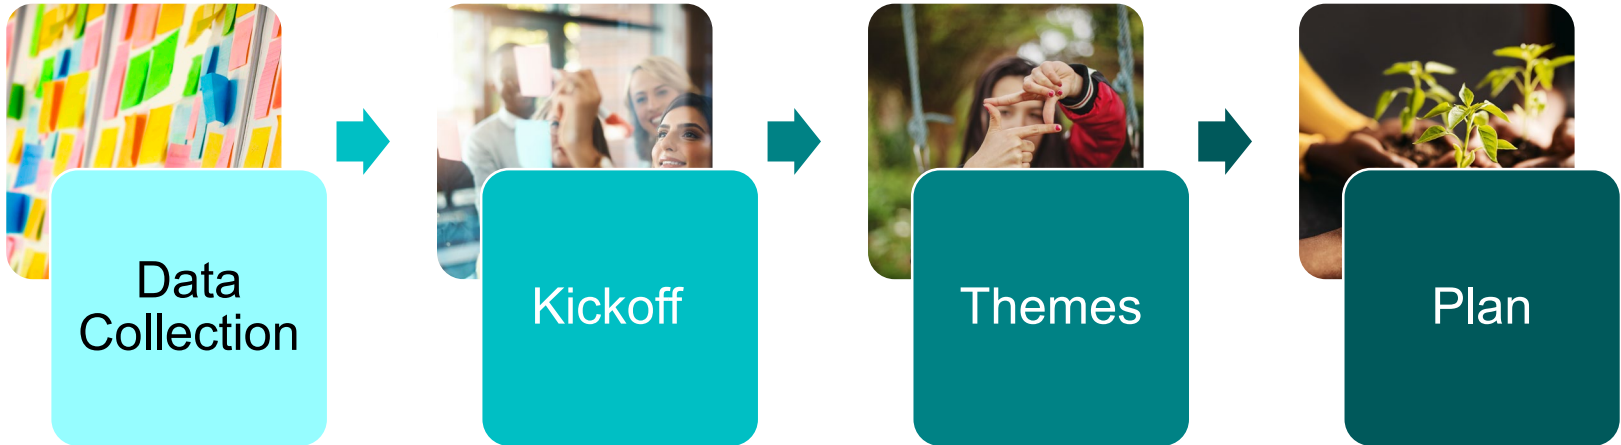 Data
Collection
Kickoff
Themes
Plan